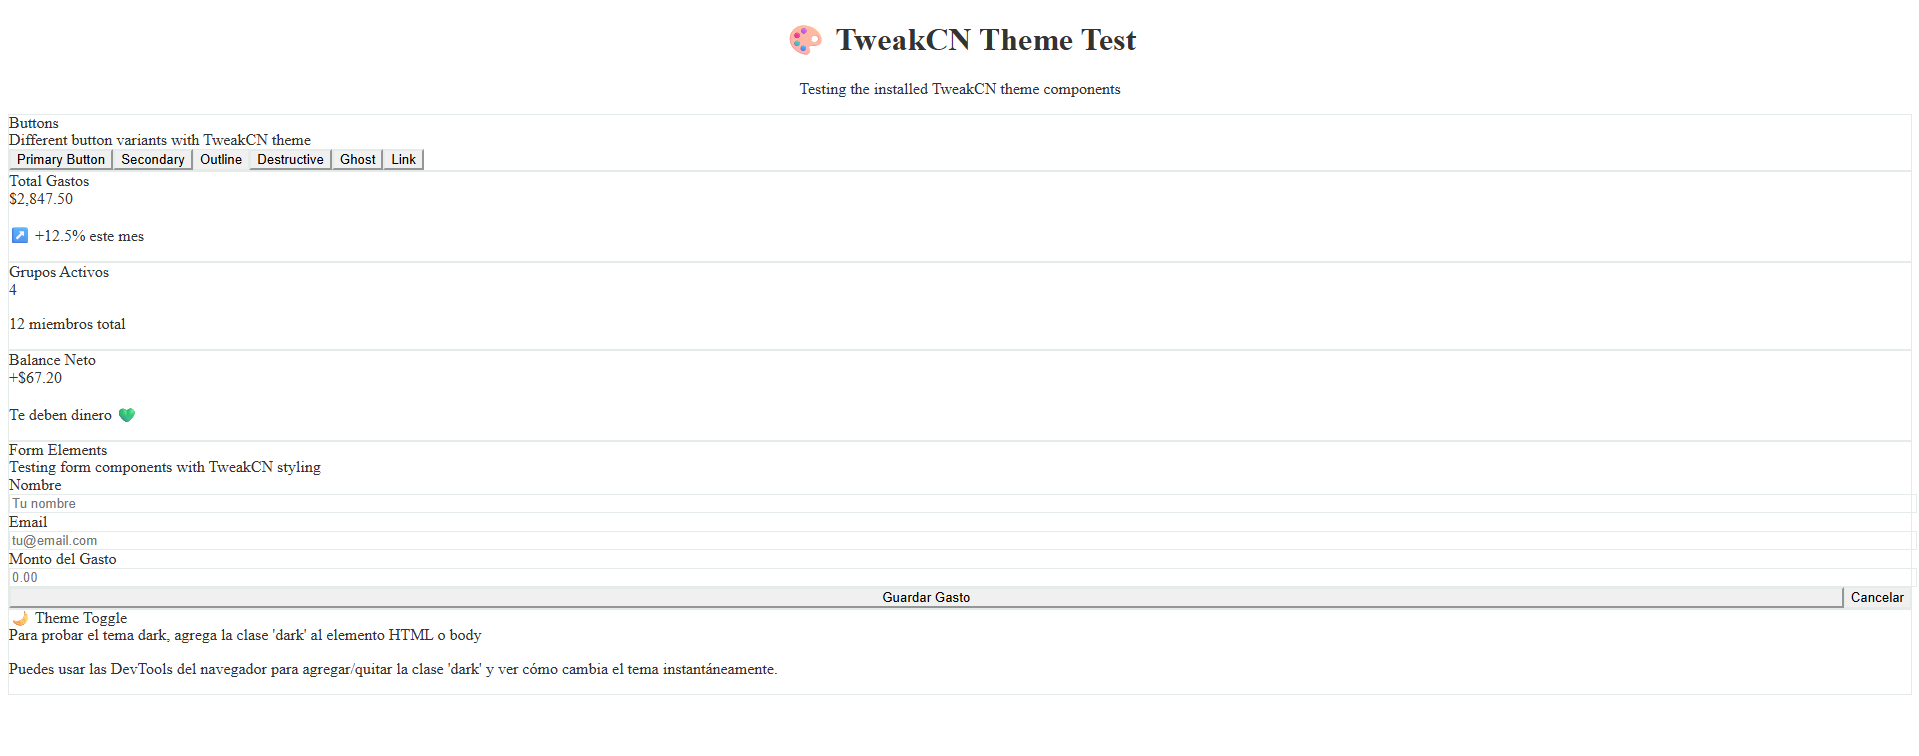 🎨 TweakCN Theme Test
Testing the installed TweakCN theme components
Buttons
Different button variants with TweakCN theme
Primary Button Secondary Outline Destructive Ghost Link
Total Gastos
$2,847.50
↗️ +12.5% este mes
Grupos Activos
4
12 miembros total
Balance Neto
+$67.20
Te deben dinero 💚
Form Elements
Testing form components with TweakCN styling
Nombre
Tu nombre
Email
tu@email.com
Monto del Gasto
0.00
Guardar Gasto Cancelar
🌙 Theme Toggle
Para probar el tema dark, agrega la clase 'dark' al elemento HTML o body
Puedes usar las DevTools del navegador para agregar/quitar la clase 'dark' y ver cómo cambia el tema instantáneamente.